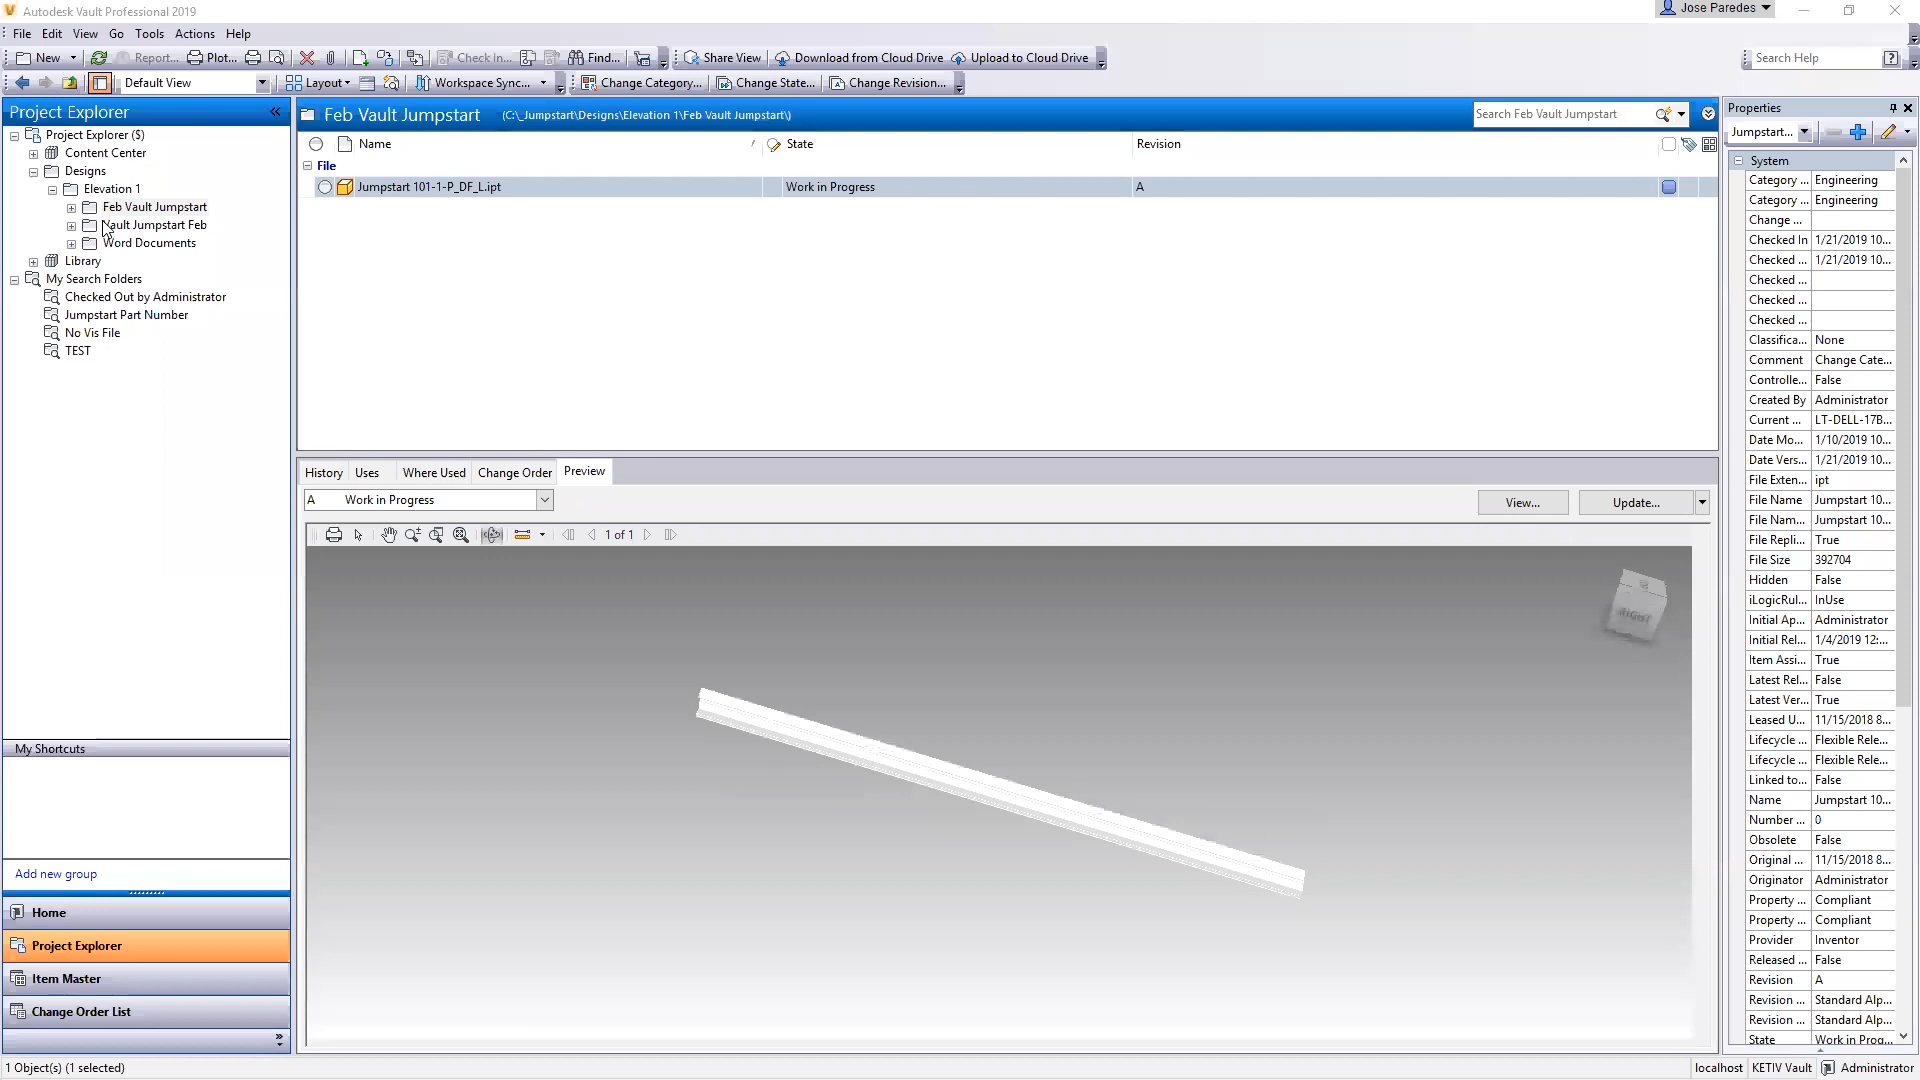 Autodesk Vault Professional 2019
Jose Paredes
File Edit View Go Tools Actions Help
New Report... Plot... Check In... Find... Share View Download from Cloud Drive Upload to Cloud Drive Search Help
Default View Layout Workspace Sync... Change Category... Change State... Change Revision...
Project Explorer
Project Explorer ($)
Content Center
Designs
Elevation 1
Feb Vault Jumpstart
Vault Jumpstart Feb
Word Documents
Library
My Search Folders
Checked Out by Administrator
Jumpstart Part Number
No Vis File
TEST
My Shortcuts
Add new group
Home
Project Explorer
Item Master
Change Order List
Feb Vault Jumpstart (C:\_Jumpstart\Designs\Elevation 1\Feb Vault Jumpstart\)
Search Feb Vault Jumpstart
Name State Revision
File
Jumpstart 101-1-P_DF_L.ipt Work in Progress A
History Uses Where Used Change Order Preview
A Work in Progress
View... Update...
1 of 1
RIGHT
Properties
Jumpstart...
System
Category ... Engineering
Category ... Engineering
Change ...
Checked In 1/21/2019 10...
Checked ... 1/21/2019 10...
Checked ...
Checked ...
Checked ...
Classifica... None
Comment Change Cate...
Controlle... False
Created By Administrator
Current ... LT-DELL-17B...
Date Mo... 1/10/2019 10...
Date Vers... 1/21/2019 10...
File Exten... ipt
File Name Jumpstart 10...
File Nam... Jumpstart 10...
File Repli... True
File Size 392704
Hidden False
iLogicRul... InUse
Initial Ap... Administrator
Initial Rel... 1/4/2019 12:...
Item Assi... True
Latest Rel... False
Latest Ver... True
Leased U... 11/15/2018 8...
Lifecycle ... Flexible Rele...
Lifecycle ... Flexible Rele...
Linked to... False
Name Jumpstart 10...
Number ... 0
Obsolete False
Original ... 11/15/2018 8...
Originator Administrator
Property ... Compliant
Property ... Compliant
Provider Inventor
Released ... False
Revision A
Revision ... Standard Alp...
Revision ... Standard Alp...
State Work in Prog...
1 Object(s) (1 selected)
localhost KETIV Vault Administrator